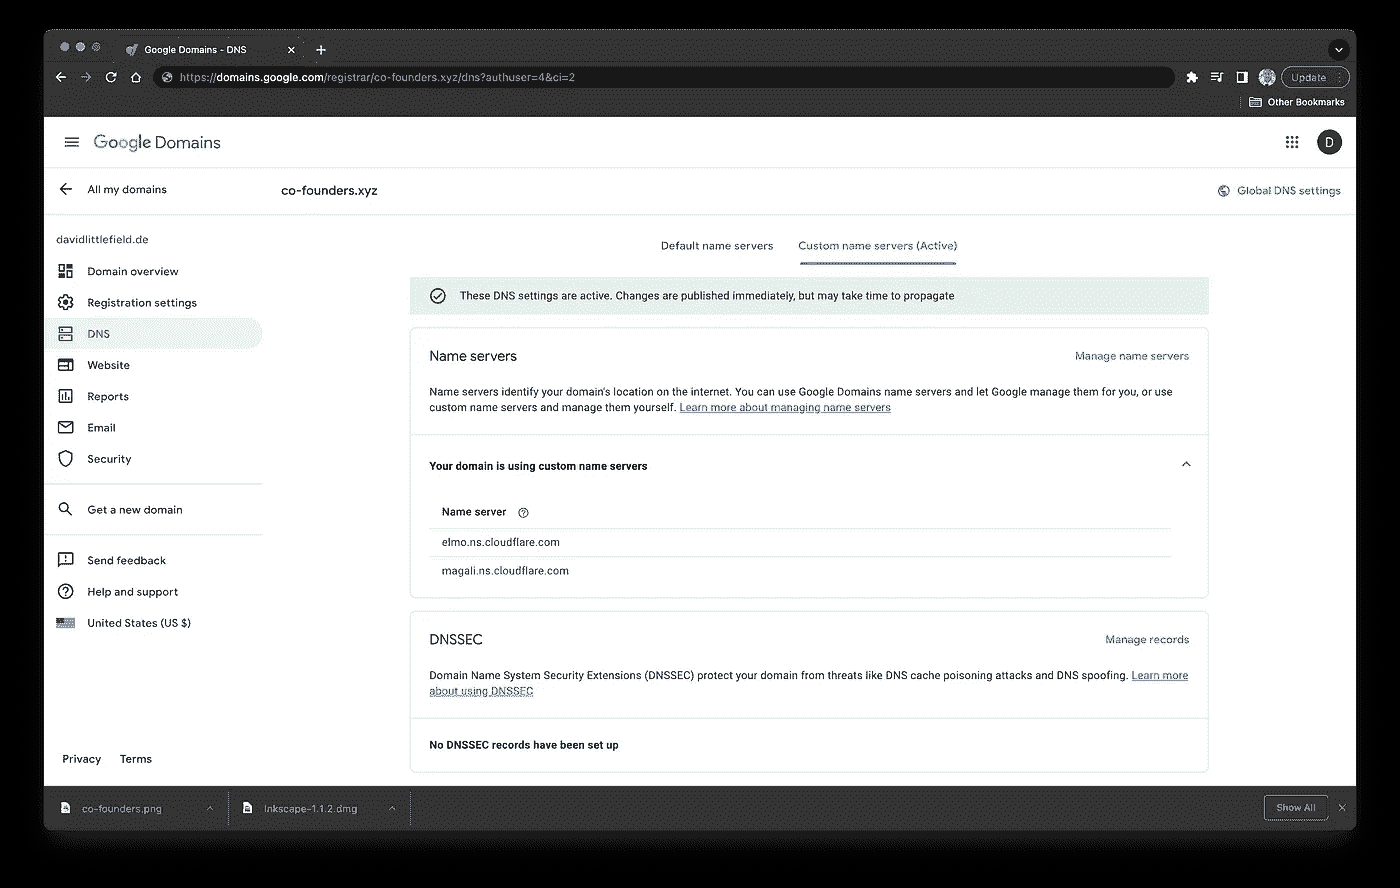 Google Domains - DNS
https://domains.google.com/registrar/co-founders.xyz/dns?authuser=4&ci=2
Update
Other Bookmarks
Google Domains
D
All my domains
co-founders.xyz
Global DNS settings
davidlittlefield.de
Domain overview
Registration settings
DNS
Website
Reports
Email
Security
Get a new domain
Send feedback
Help and support
United States (US $)
Privacy
Terms
Default name servers
Custom name servers (Active)
These DNS settings are active. Changes are published immediately, but may take time to propagate
Name servers
Manage name servers
Name servers identify your domain's location on the internet. You can use Google Domains name servers and let Google manage them for you, or use
custom name servers and manage them yourself. Learn more about managing name servers
Your domain is using custom name servers
Name server
elmo.ns.cloudflare.com
magali.ns.cloudflare.com
DNSSEC
Manage records
Domain Name System Security Extensions (DNSSEC) protect your domain from threats like DNS cache poisoning attacks and DNS spoofing. Learn more
about using DNSSEC
No DNSSEC records have been set up
co-founders.png
Inkscape-1.1.2.dmg
Show All